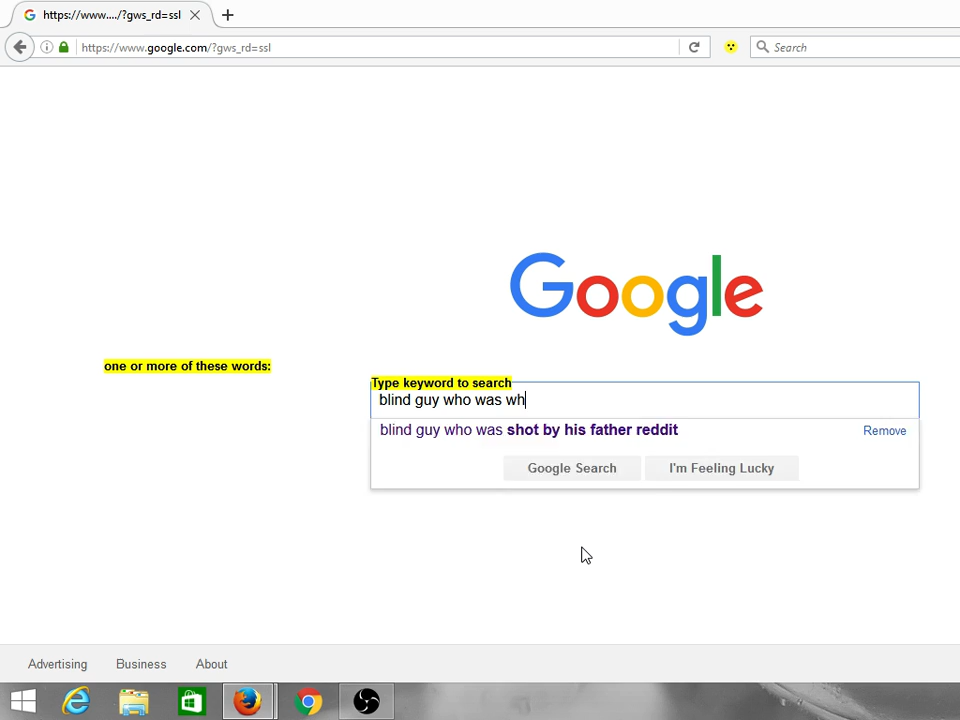 https://www..../?gws_rd=ssl
https://www.google.com/?gws_rd=ssl
Search
Google
one or more of these words:
Type keyword to search
blind guy who was wh
blind guy who was shot by his father reddit
Remove
Google Search
I'm Feeling Lucky
Advertising
Business
About